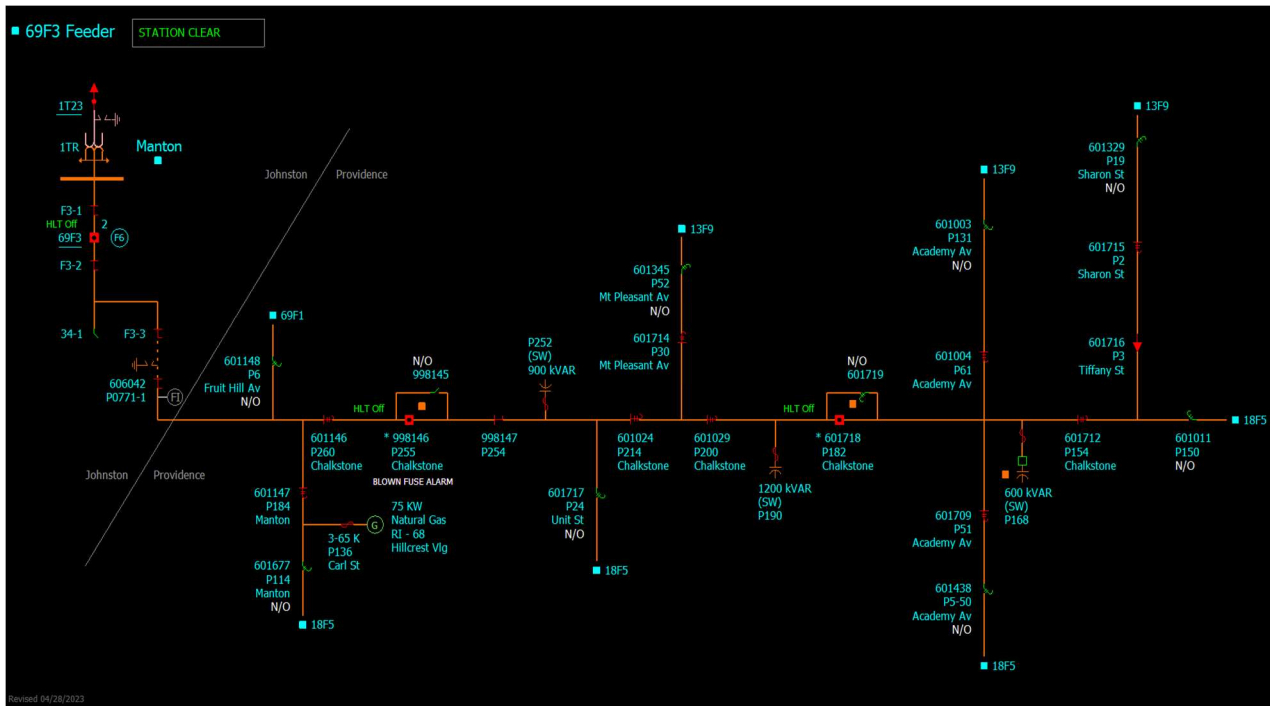 69F3 Feeder
STATION CLEAR
1T23
1TR
Manton
F3-1
HLT Off
2
69F3
F6
F3-2
34-1
F3-3
606042
P0771-1
FI
Johnston
Providence
Johnston
Providence
69F1
601148
P6
Fruit Hill Av
N/O
601146
P260
Chalkstone
601147
P184
Manton
3-65 K
P136
Carl St
G
75 KW
Natural Gas
RI - 68
Hillcrest Vlg
601677
P114
Manton
N/O
18F5
HLT Off
N/O
998145
* 998146
P255
Chalkstone
BLOWN FUSE ALARM
998147
P254
P252
(SW)
900 kVAR
601717
P24
Unit St
N/O
18F5
601024
P214
Chalkstone
13F9
601345
P52
Mt Pleasant Av
N/O
601714
P30
Mt Pleasant Av
601029
P200
Chalkstone
1200 kVAR
(SW)
P190
HLT Off
N/O
601719
* 601718
P182
Chalkstone
13F9
601003
P131
Academy Av
N/O
601004
P61
Academy Av
601709
P51
Academy Av
601438
P5-50
Academy Av
N/O
18F5
600 kVAR
(SW)
P168
601712
P154
Chalkstone
13F9
601329
P19
Sharon St
N/O
601715
P2
Sharon St
601716
P3
Tiffany St
601011
P150
N/O
18F5
Revised 04/28/2023